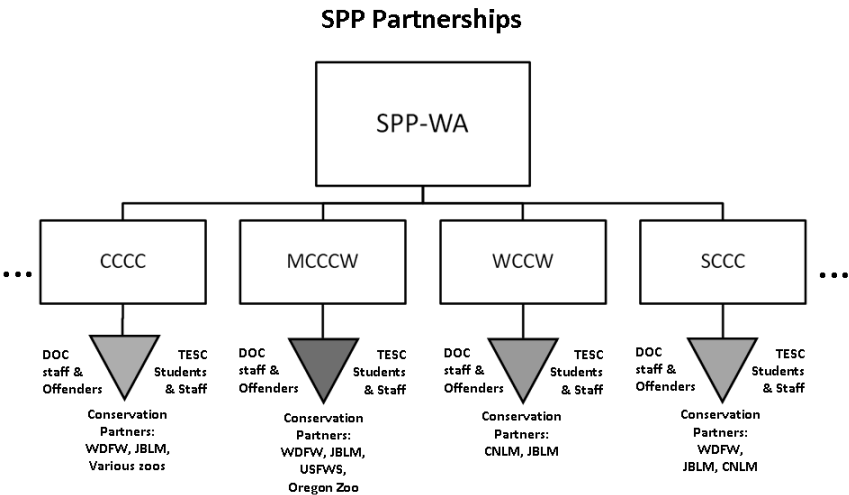 SPP Partnerships
SPP-WA
CCCC
MCCCW
WCCW
SCCC
...
...
DOC
staff &
Offenders
TESC
Students
& Staff
Conservation
Partners:
WDFW, JBLM,
Various zoos
DOC
staff &
Offenders
TESC
Students
& Staff
Conservation
Partners:
WDFW, JBLM,
USFWS,
Oregon Zoo
DOC
staff &
Offenders
TESC
Students
& Staff
Conservation
Partners:
CNLM, JBLM
DOC
staff &
Offenders
TESC
Students
& Staff
Conservation
Partners:
WDFW,
JBLM, CNLM